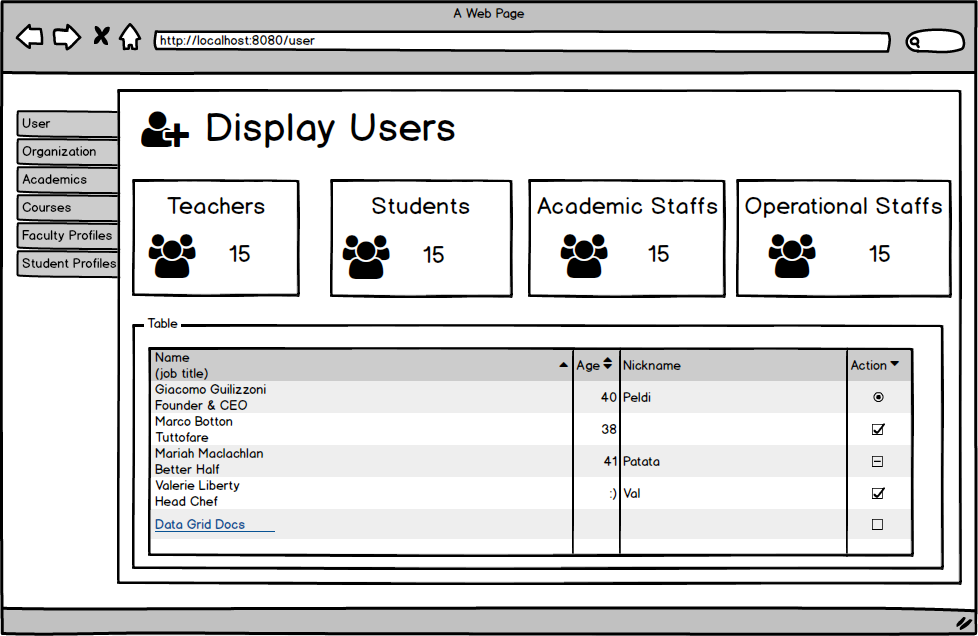 A Web Page
http://localhost:8080/user
User
Organization
Academics
Courses
Faculty Profiles
Student Profiles
Display Users
Teachers
15
Students
15
Academic Staffs
15
Operational Staffs
15
Table
Name
(job title)
Age
Nickname
Action
Giacomo Guilizzoni
Founder & CEO
40
Peldi
Marco Botton
Tuttofare
38
Mariah Maclachlan
Better Half
41
Patata
Valerie Liberty
Head Chef
:)
Val
Data Grid Docs